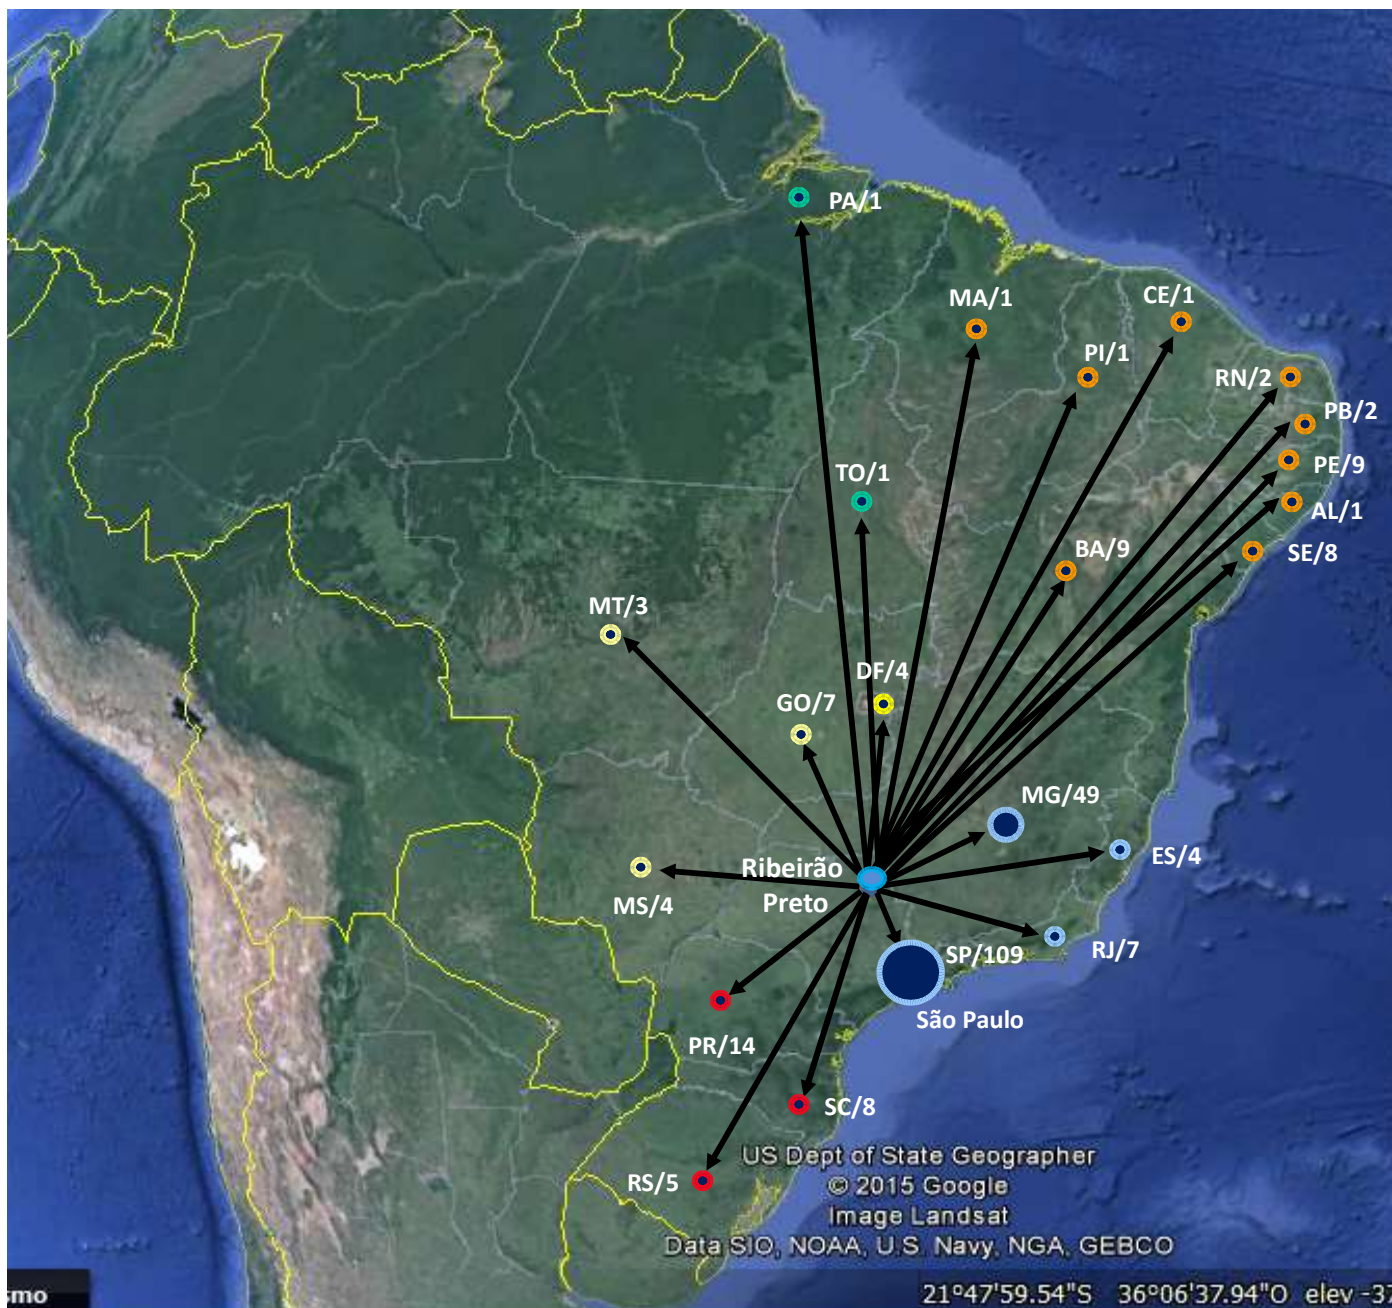 PA/1
MA/1
CE/1
PI/1
RN/2
PB/2
PE/9
TO/1
AL/1
BA/9
SE/8
MT/3
DF/4
GO/7
MG/49
ES/4
Ribeirão
Preto
MS/4
RJ/7
SP/109
São Paulo
PR/14
SC/8
RS/5
US Dept of State Geographer
© 2015 Google
Image Landsat
Data SIO, NOAA, U.S. Navy, NGA, GEBCO
smo
21°47'59.54"S 36°06'37.94"O elev -37